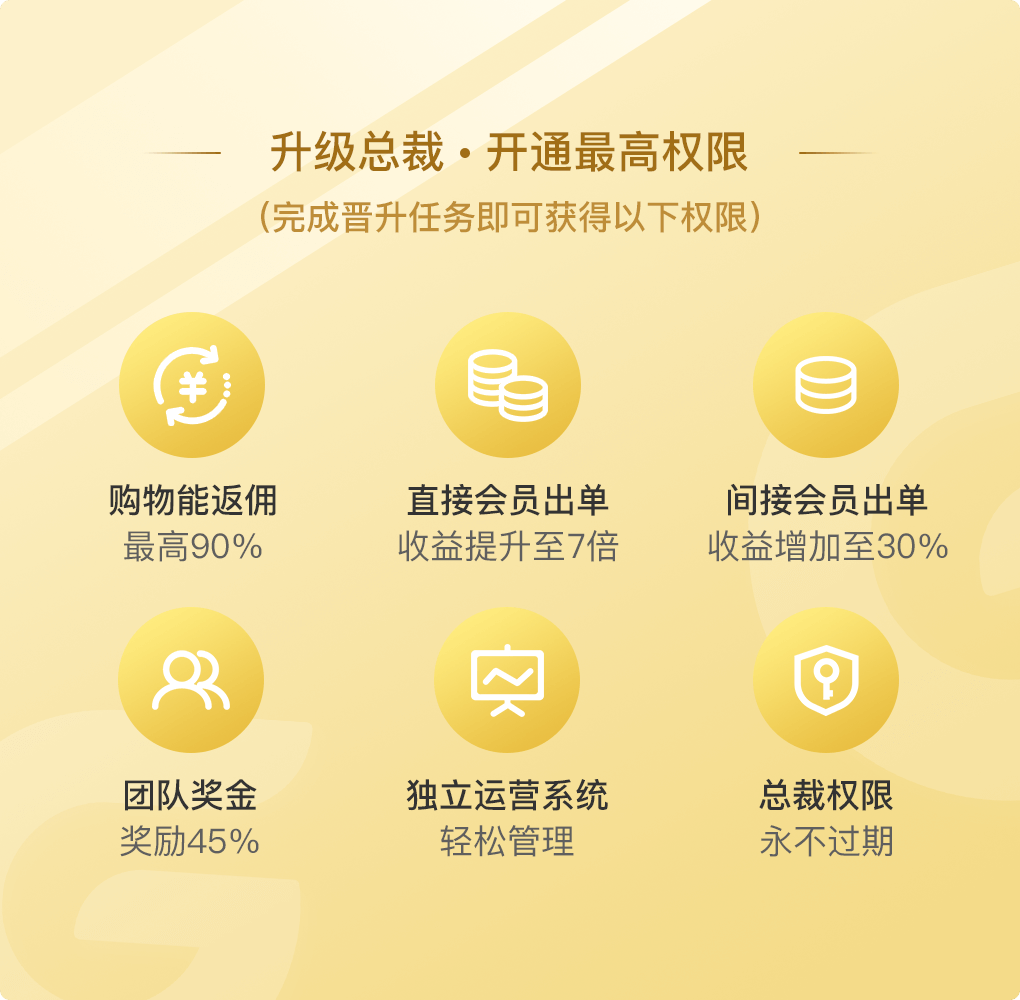 升级总裁·开通最高权限
(完成晋升任务即可获得以下权限)
¥
购物能返佣
最高90%
直接会员出单
收益提升至7倍
间接会员出单
收益增加至30%
团队奖金
奖励45%
独立运营系统
轻松管理
总裁权限
永不过期